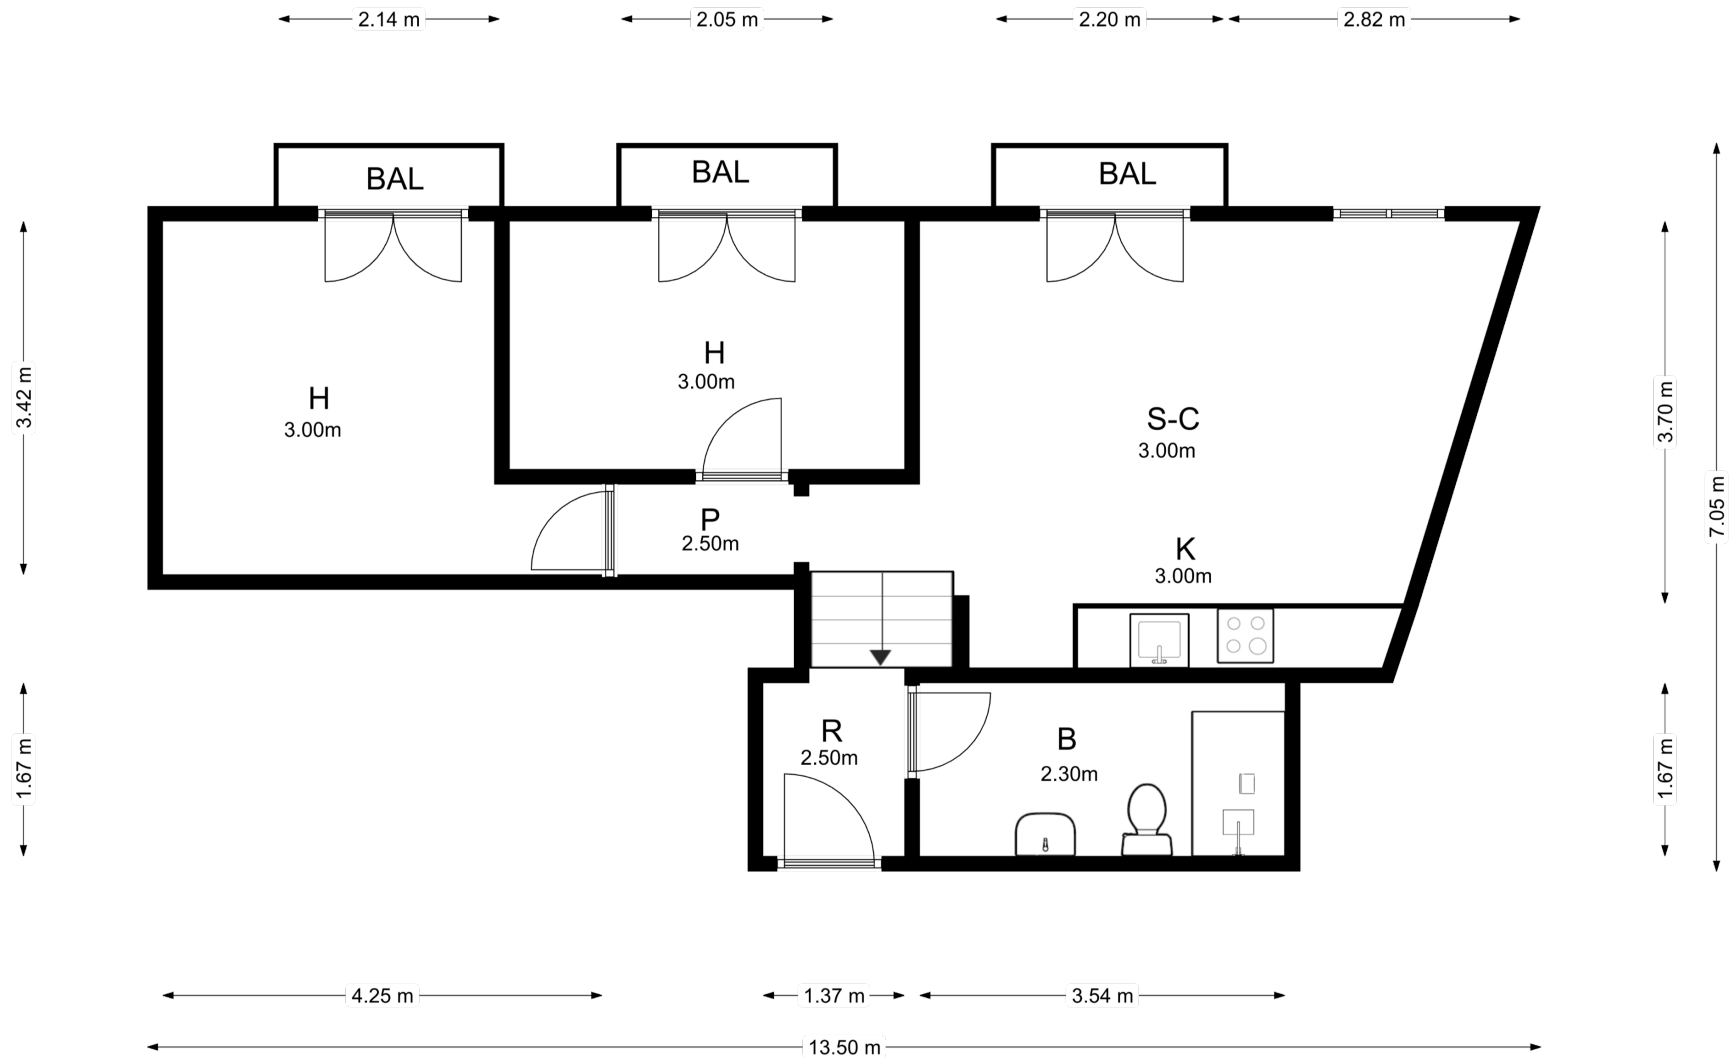 2.14 m
2.05 m
2.20 m
2.82 m
BAL
BAL
BAL
3.42 m
H
3.00m
H
3.00m
S-C
3.00m
3.70 m
7.05 m
P
2.50m
K
3.00m
1.67 m
R
2.50m
B
2.30m
1.67 m
4.25 m
1.37 m
3.54 m
13.50 m